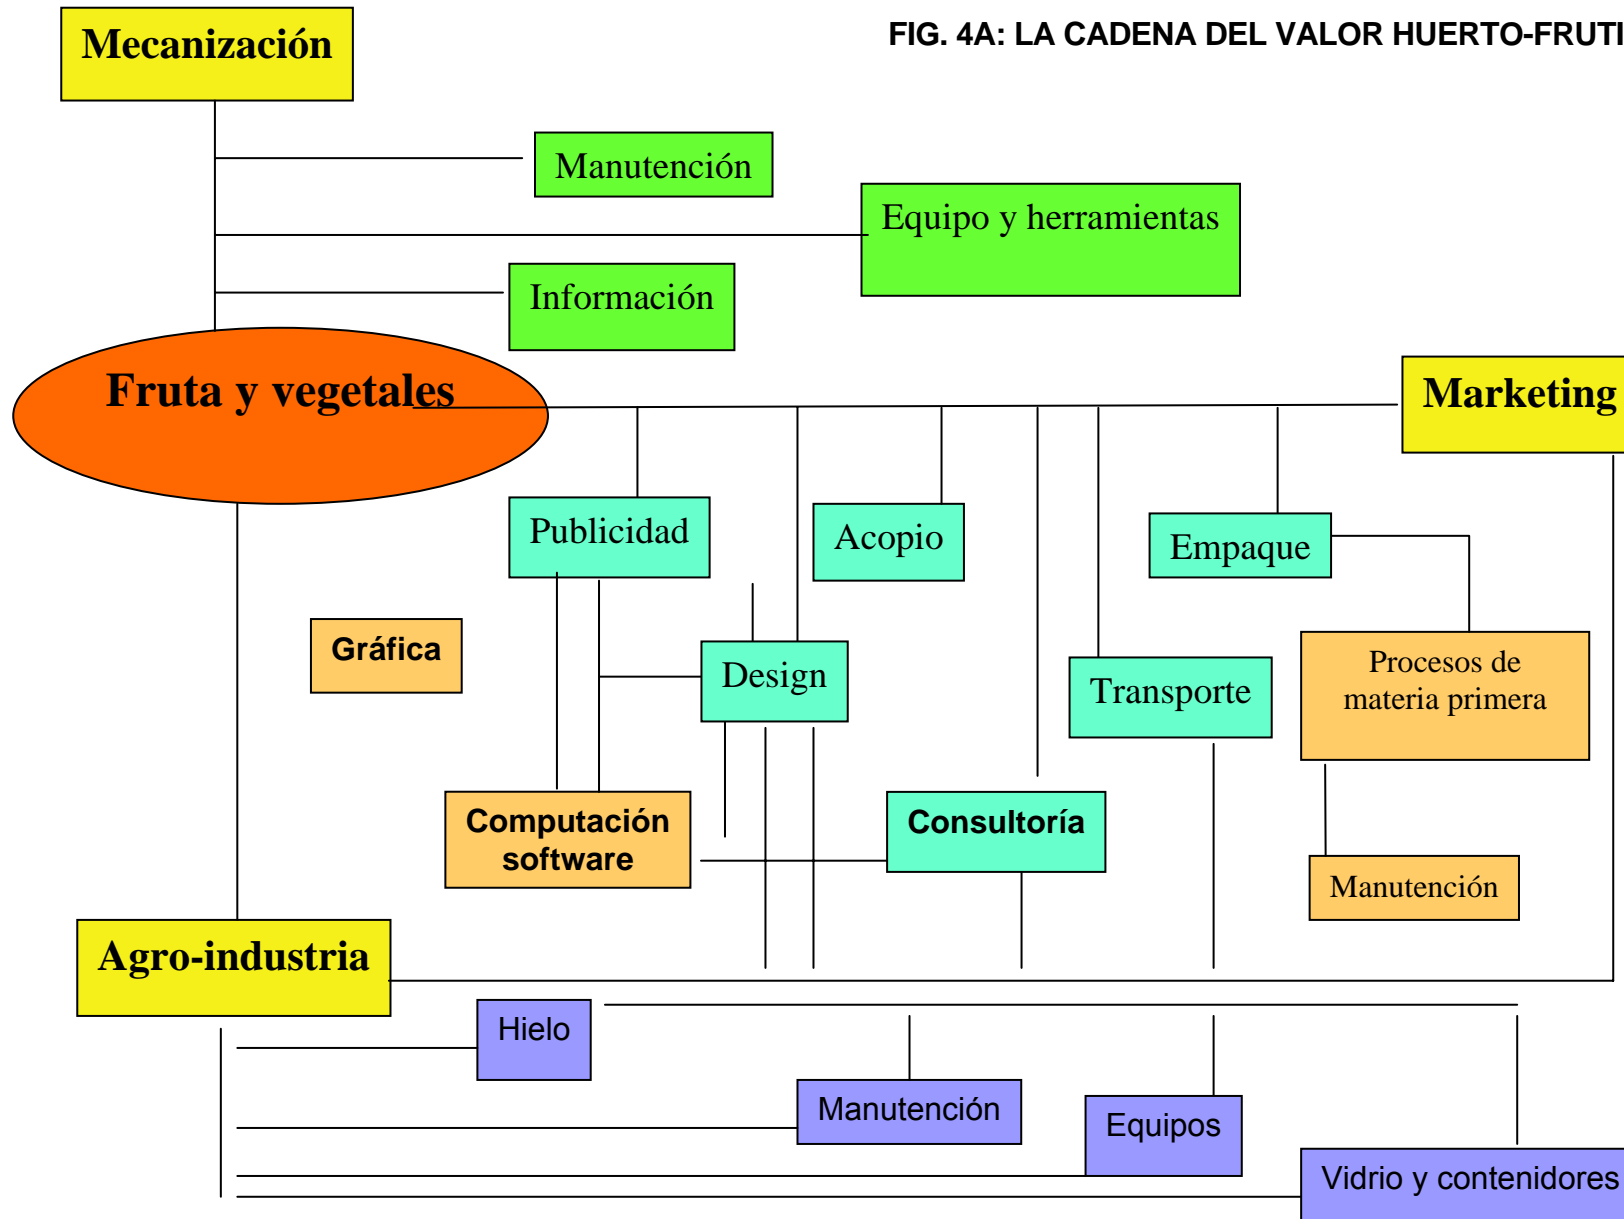 FIG. 4A: LA CADENA DEL VALOR HUERTO-FRUTI
Mecanización
Manutención
Equipo y herramientas
Información
Fruta y vegetales
Marketing
Publicidad
Acopio
Empaque
Gráfica
Design
Transporte
Procesos de
materia primera
Computación
software
Consultoría
Manutención
Agro-industria
Hielo
Manutención
Equipos
Vidrio y contenidores